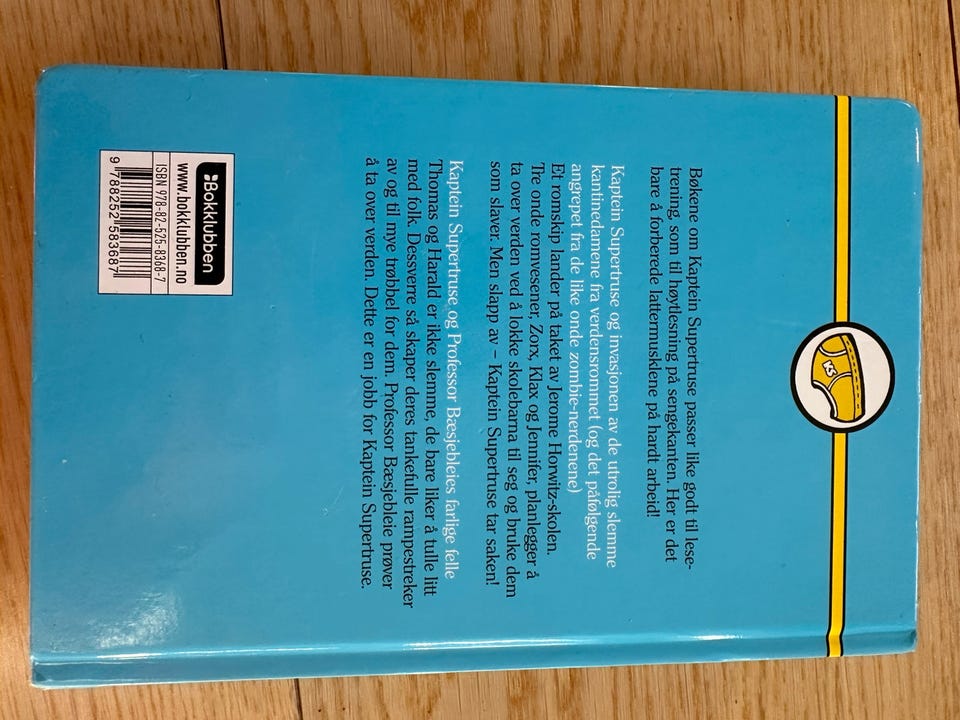 KS
Bøkene om Kaptein Supertruse passer like godt til lese-
trening, som til høytlesning på sengekanten. Her er det
bare å forberede lattermusklene på hardt arbeid!
Kaptein Supertruse og invasjonen av de utrolig slemme
kantinedamene fra verdensrommet (og det påfølgende
angrepet fra de like onde zombie-nerdenene)
Et romskip lander på taket av Jerome Horwitz-skolen.
Tre onde romvesener, Zorx, Klax og Jennifer, planlegger å
ta over verden ved å lokke skolebarna til seg og bruke dem
som slaver. Men slapp av – Kaptein Supertruse tar saken!
Kaptein Supertruse og Professor Bæsjebleies farlige felle
Thomas og Harald er ikke slemme, de bare liker å tulle litt
med folk. Dessverre så skaper deres tankefulle rampestreker
av og til mye trøbbel for dem. Professor Bæsjebleie prøver
å ta over verden. Dette er en jobb for Kaptein Supertruse.
Bokklubben
www.bokklubben.no
ISBN 978-82-525-8368-7
9 788252 583687